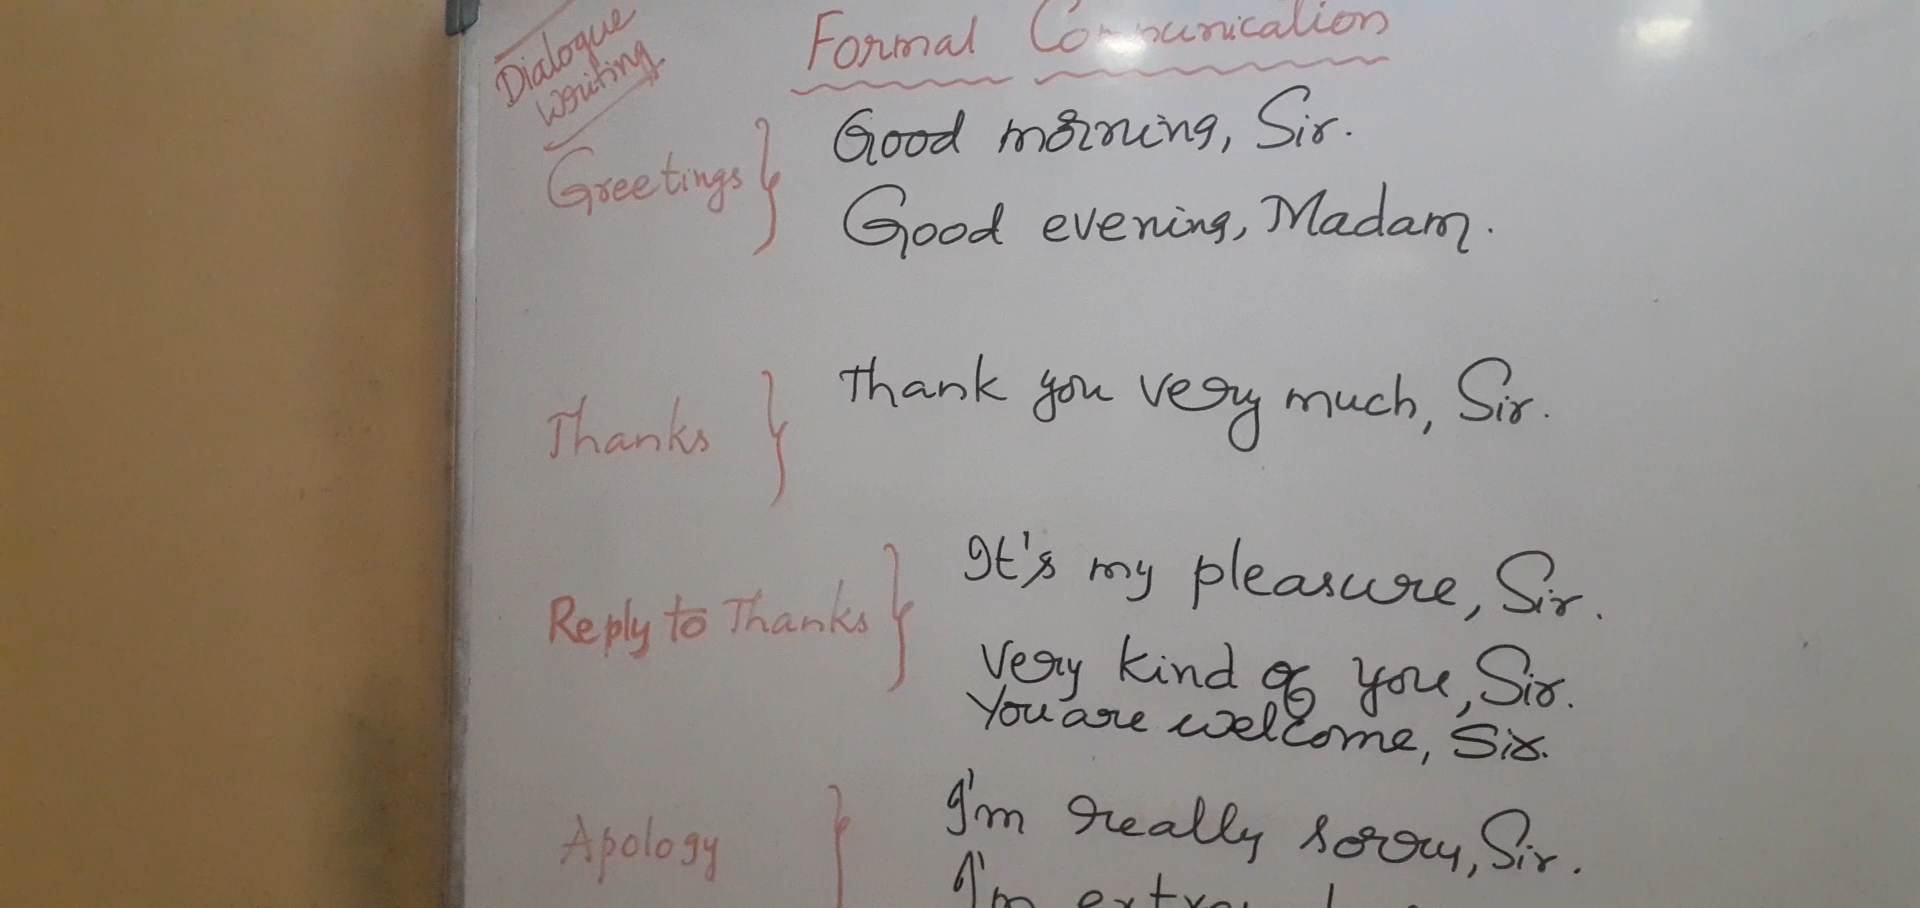 Dialogue
Writing
Formal Communication
Greetings } Good morning, Sir.
Good evening, Madam.
Thanks } Thank you very much, Sir.
Reply to Thanks } It's my pleasure, Sir.
Very kind of you, Sir.
You are welcome, Sir.
Apology } I'm really sorry, Sir.
I'm